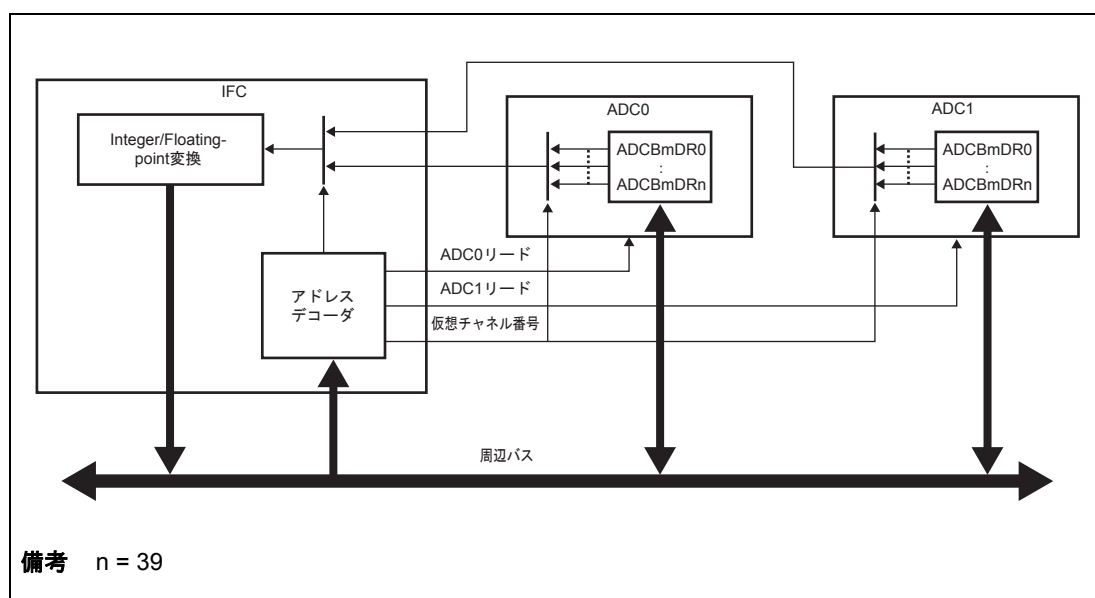 IFC
Integer/Floating-
point変換
アドレス
デコーダ
ADC0
ADCBmDR0
:
ADCBmDRn
ADC1
ADCBmDR0
:
ADCBmDRn
ADC0リード
ADC1リード
仮想チャネル番号
周辺バス
備考 n = 39